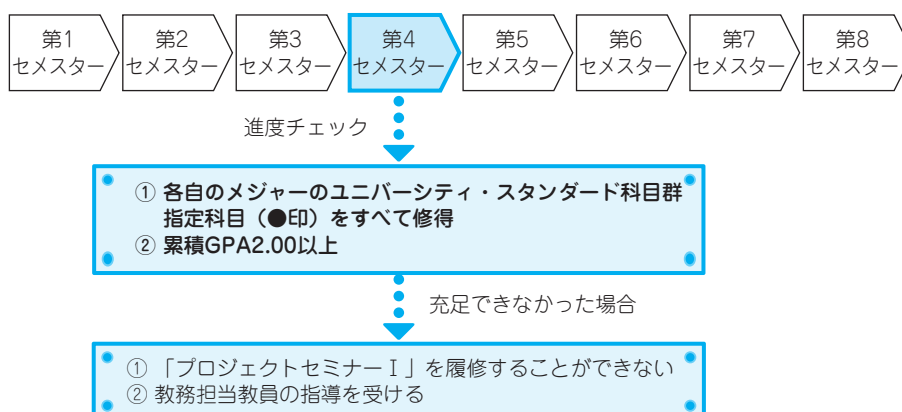 第1
セメスター
第2
セメスター
第3
セメスター
第4
セメスター
第5
セメスター
第6
セメスター
第7
セメスター
第8
セメスター
進度チェック
① 各自のメジャーのユニバーシティ・スタンダード科目群
指定科目（●印）をすべて修得
② 累積GPA2.00以上
充足できなかった場合
① 「プロジェクトセミナーⅠ」を履修することができない
② 教務担当教員の指導を受ける